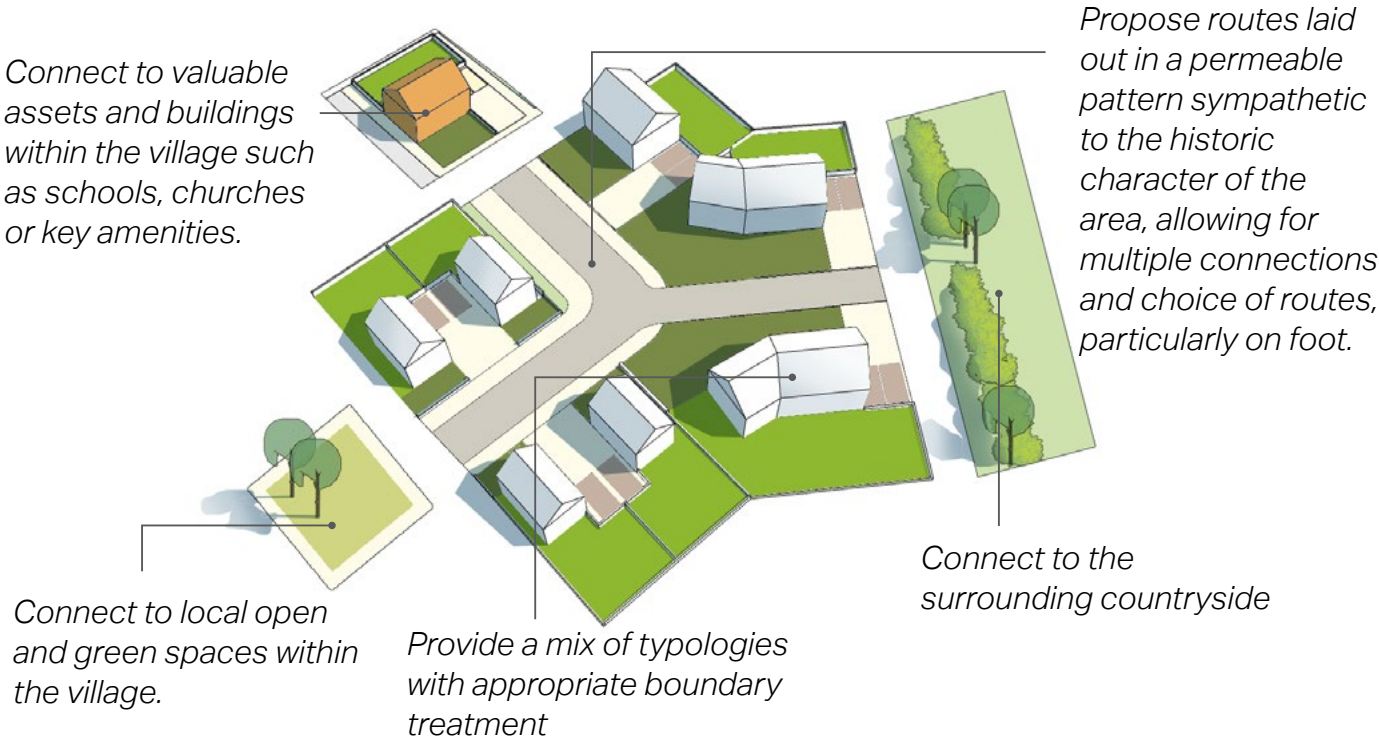 Connect to valuable
assets and buildings
within the village such
as schools, churches
or key amenities.
Propose routes laid
out in a permeable
pattern sympathetic
to the historic
character of the
area, allowing for
multiple connections
and choice of routes,
particularly on foot.
Connect to local open
and green spaces within
the village.
Provide a mix of typologies
with appropriate boundary
treatment
Connect to the
surrounding countryside